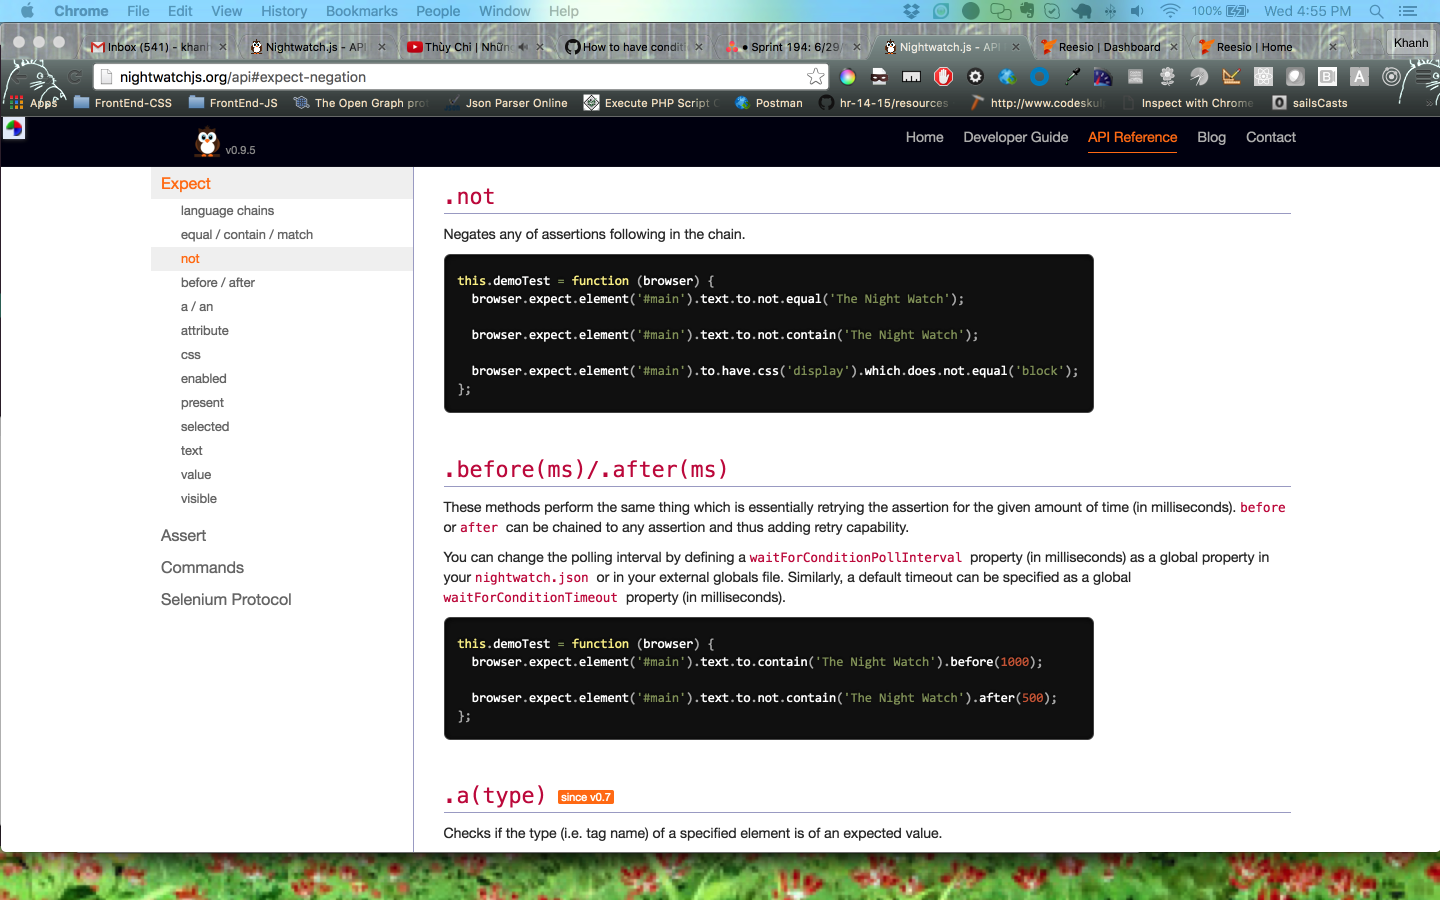 Chrome File Edit View History Bookmarks People Window Help 100% Wed 4:55 PM
Inbox (541) - khanh Nightwatch.js - API Thùy Chi | Nhữn How to have conditi ● Sprint 194: 6/29/ Nightwatch.js - API Reesio | Dashboard Reesio | Home Khanh
nightwatchjs.org/api#expect-negation
Apps FrontEnd-CSS FrontEnd-JS The Open Graph prot Json Parser Online Execute PHP Script O Postman hr-14-15/resources http://www.codeskul Inspect with Chrome sailsCasts
v0.9.5
Home Developer Guide API Reference Blog Contact
Expect
language chains
equal / contain / match
not
before / after
a / an
attribute
css
enabled
present
selected
text
value
visible
Assert
Commands
Selenium Protocol
.not
Negates any of assertions following in the chain.
this.demoTest = function (browser) {
browser.expect.element('#main').text.to.not.equal('The Night Watch');
browser.expect.element('#main').text.to.not.contain('The Night Watch');
browser.expect.element('#main').to.have.css('display').which.does.not.equal('block');
};
.before(ms)/.after(ms)
These methods perform the same thing which is essentially retrying the assertion for the given amount of time (in milliseconds). before
or after can be chained to any assertion and thus adding retry capability.
You can change the polling interval by defining a waitForConditionPollInterval property (in milliseconds) as a global property in
your nightwatch.json or in your external globals file. Similarly, a default timeout can be specified as a global
waitForConditionTimeout property (in milliseconds).
this.demoTest = function (browser) {
browser.expect.element('#main').text.to.contain('The Night Watch').before(1000);
browser.expect.element('#main').text.to.not.contain('The Night Watch').after(500);
};
.a(type) since v0.7
Checks if the type (i.e. tag name) of a specified element is of an expected value.